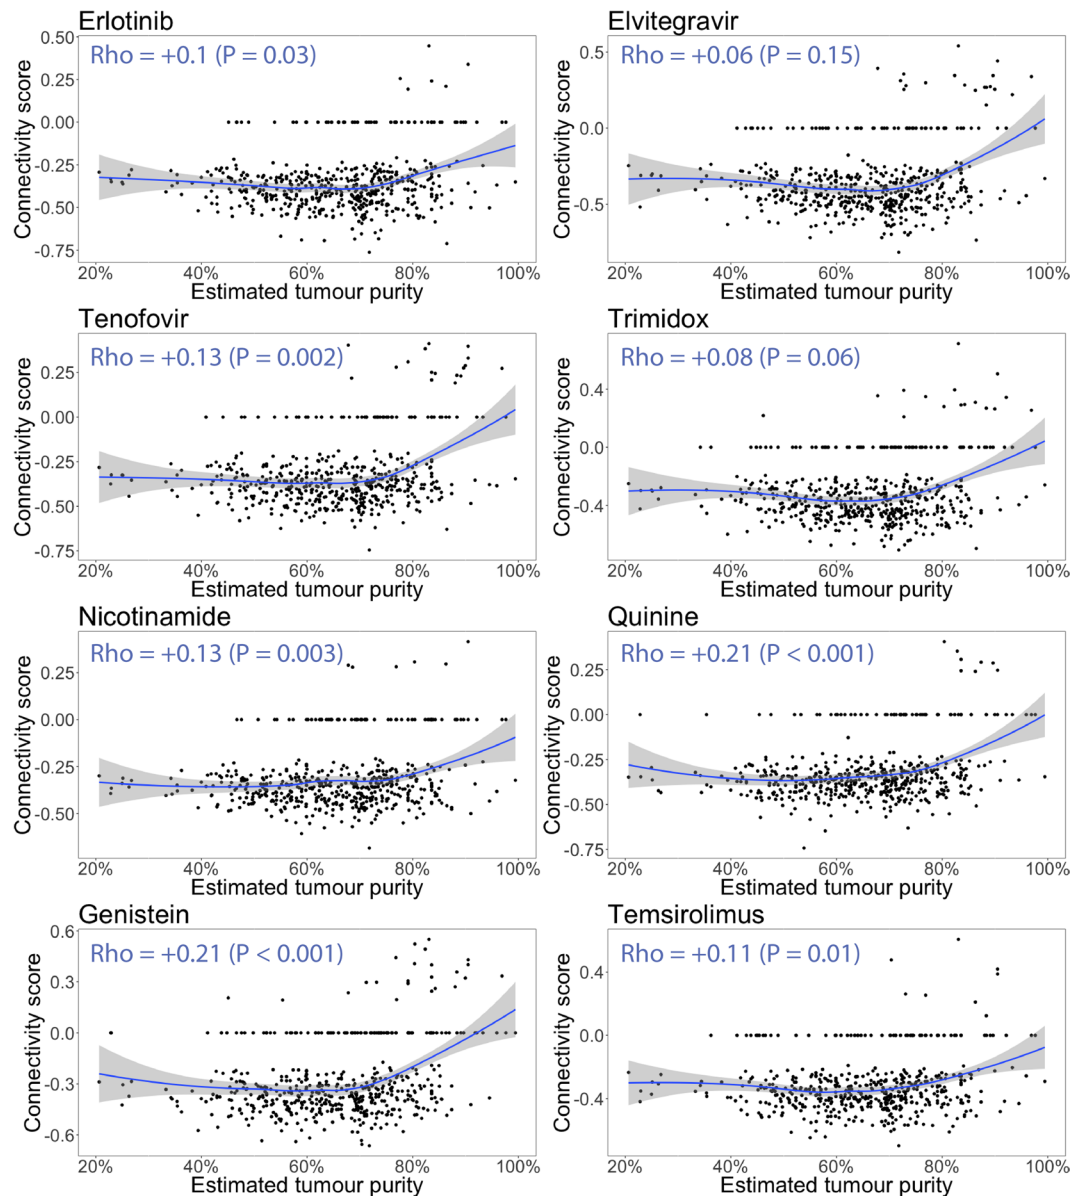 Erlotinib
Rho = +0.1 (P = 0.03)
Connectivity score
0.50
0.25
0.00
-0.25
-0.50
-0.75
20% 40% 60% 80% 100%
Estimated tumour purity
Elvitegravir
Rho = +0.06 (P = 0.15)
Connectivity score
0.5
0.0
-0.5
20% 40% 60% 80% 100%
Estimated tumour purity
Tenofovir
Rho = +0.13 (P = 0.002)
Connectivity score
0.25
0.00
-0.25
-0.50
-0.75
20% 40% 60% 80% 100%
Estimated tumour purity
Trimidox
Rho = +0.08 (P = 0.06)
Connectivity score
0.4
0.0
-0.4
20% 40% 60% 80% 100%
Estimated tumour purity
Nicotinamide
Rho = +0.13 (P = 0.003)
Connectivity score
0.25
0.00
-0.25
-0.50
20% 40% 60% 80% 100%
Estimated tumour purity
Quinine
Rho = +0.21 (P < 0.001)
Connectivity score
0.25
0.00
-0.25
-0.50
-0.75
20% 40% 60% 80% 100%
Estimated tumour purity
Genistein
Rho = +0.21 (P < 0.001)
Connectivity score
0.6
0.3
0.0
-0.3
-0.6
20% 40% 60% 80% 100%
Estimated tumour purity
Temsirolimus
Rho = +0.11 (P = 0.01)
Connectivity score
0.4
0.0
-0.4
20% 40% 60% 80% 100%
Estimated tumour purity